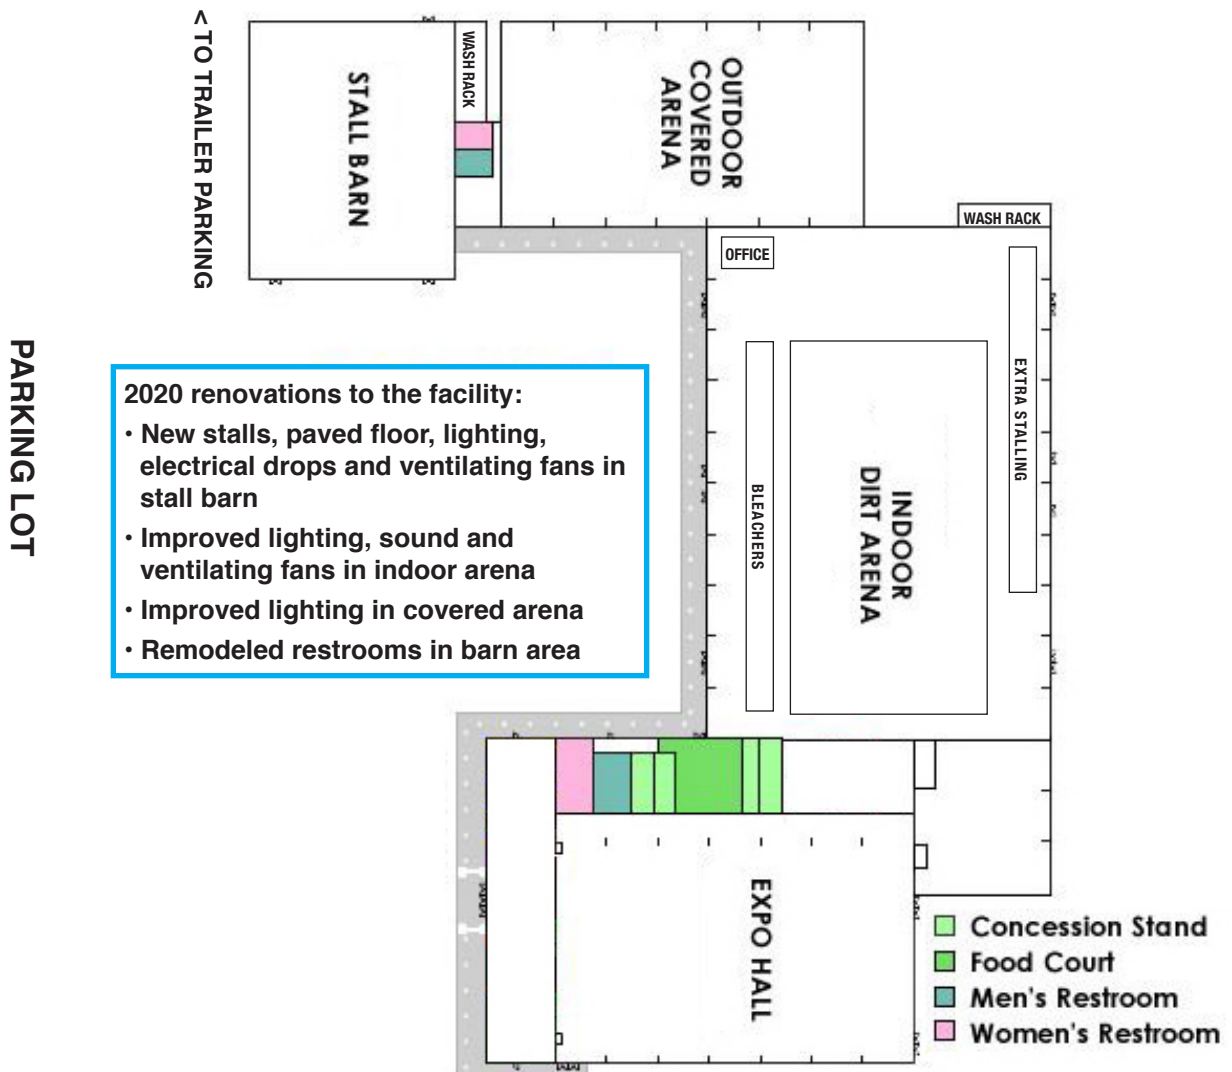 < TO TRAILER PARKING
STALL BARN
WASH RACK
OUTDOOR
COVERED
ARENA
WASH RACK
OFFICE
PARKING LOT
2020 renovations to the facility:
• New stalls, paved floor, lighting,
electrical drops and ventilating fans in
stall barn
• Improved lighting, sound and
ventilating fans in indoor arena
• Improved lighting in covered arena
• Remodeled restrooms in barn area
BLEACHERS
INDOOR
DIRT ARENA
EXTRA STALLING
EXPO HALL
Concession Stand
Food Court
Men's Restroom
Women's Restroom